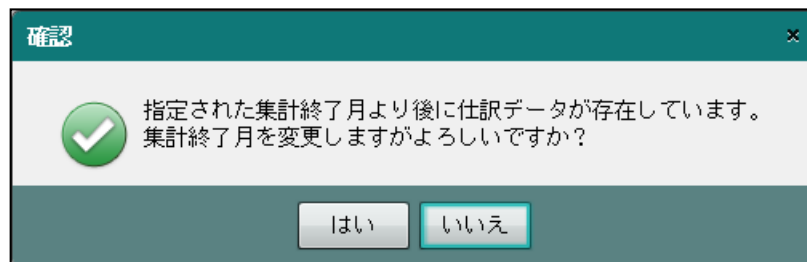 確認
×
指定された集計終了月より後に仕訳データが存在しています。
集計終了月を変更しますがよろしいですか？
はい
いいえ